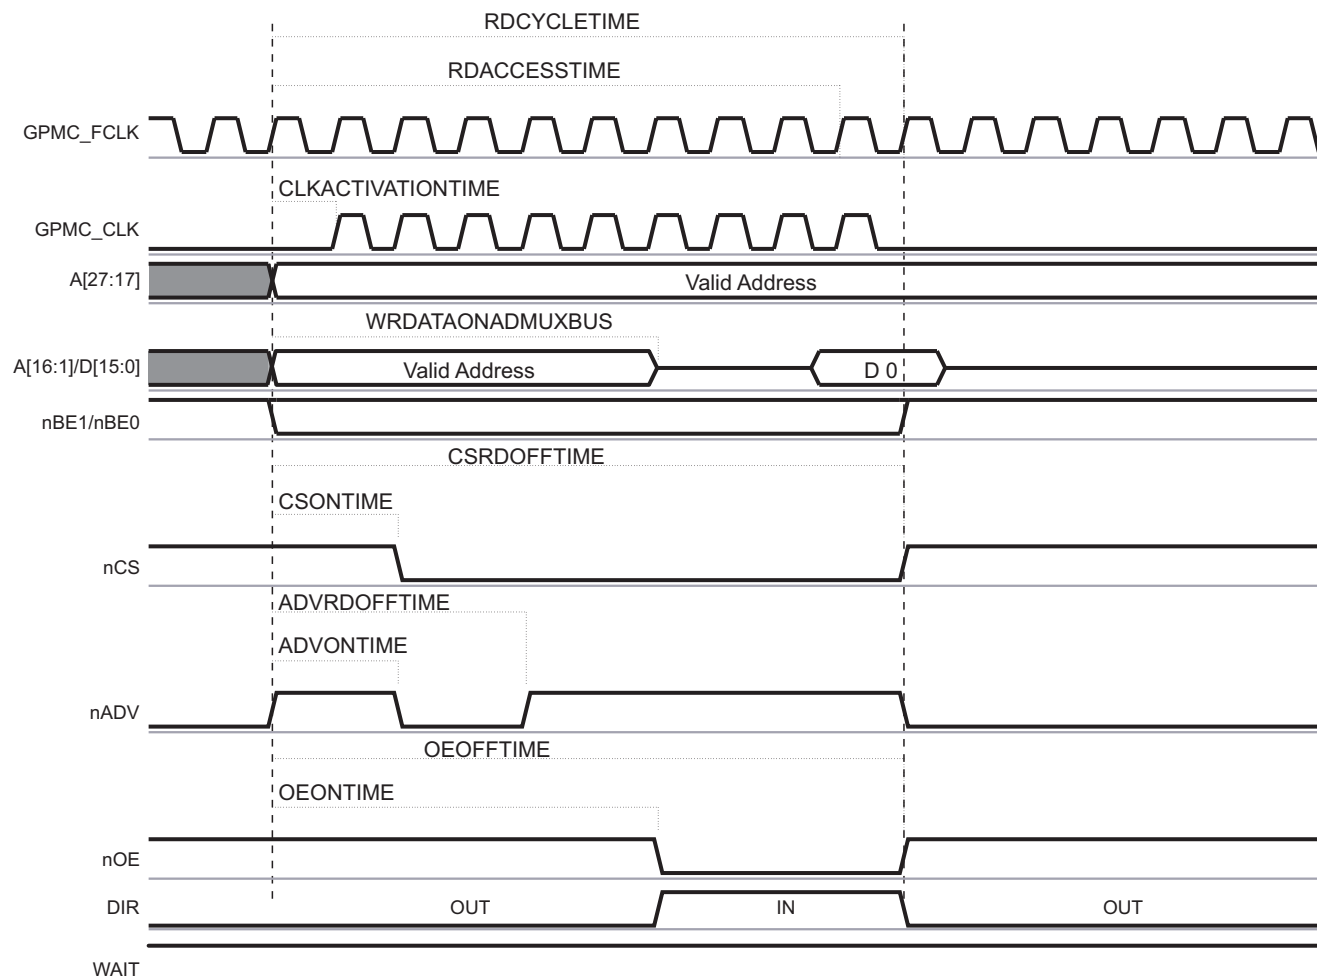 RDCYCLETIME
RDACCESSTIME
GPMC_FCLK
CLKACTIVATIONTIME
GPMC_CLK
A[27:17]
Valid Address
WRDATAONADMUXBUS
A[16:1]/D[15:0]
Valid Address
D 0
nBE1/nBE0
CSRDOFFTIME
CSONTIME
nCS
ADVRDOFFTIME
ADVONTIME
nADV
OEOFFTIME
OEONTIME
nOE
DIR
OUT
IN
OUT
WAIT